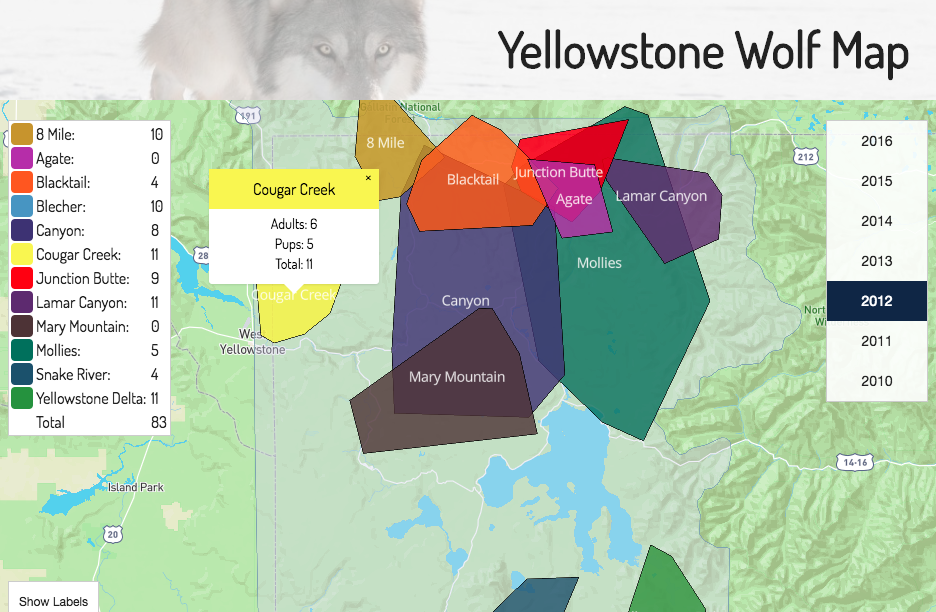 Yellowstone Wolf Map
Gallatin National
Forest
191
8 Mile: 10
Agate: 0
Blacktail: 4
Blecher: 10
Canyon: 8
Cougar Creek: 11
Junction Butte: 9
Lamar Canyon: 11
Mary Mountain: 0
Mollies: 5
Snake River: 4
Yellowstone Delta: 11
Total 83
8 Mile
Blacktail
Junction Butte
Agate
Lamar Canyon
Mollies
Canyon
Mary Mountain
×
Cougar Creek
Adults: 6
Pups: 5
Total: 11
Cougar Creek
28
West
Yellowstone
212
2016
2015
2014
2013
2012
2011
2010
North
14-16
Island Park
20
Show Labels